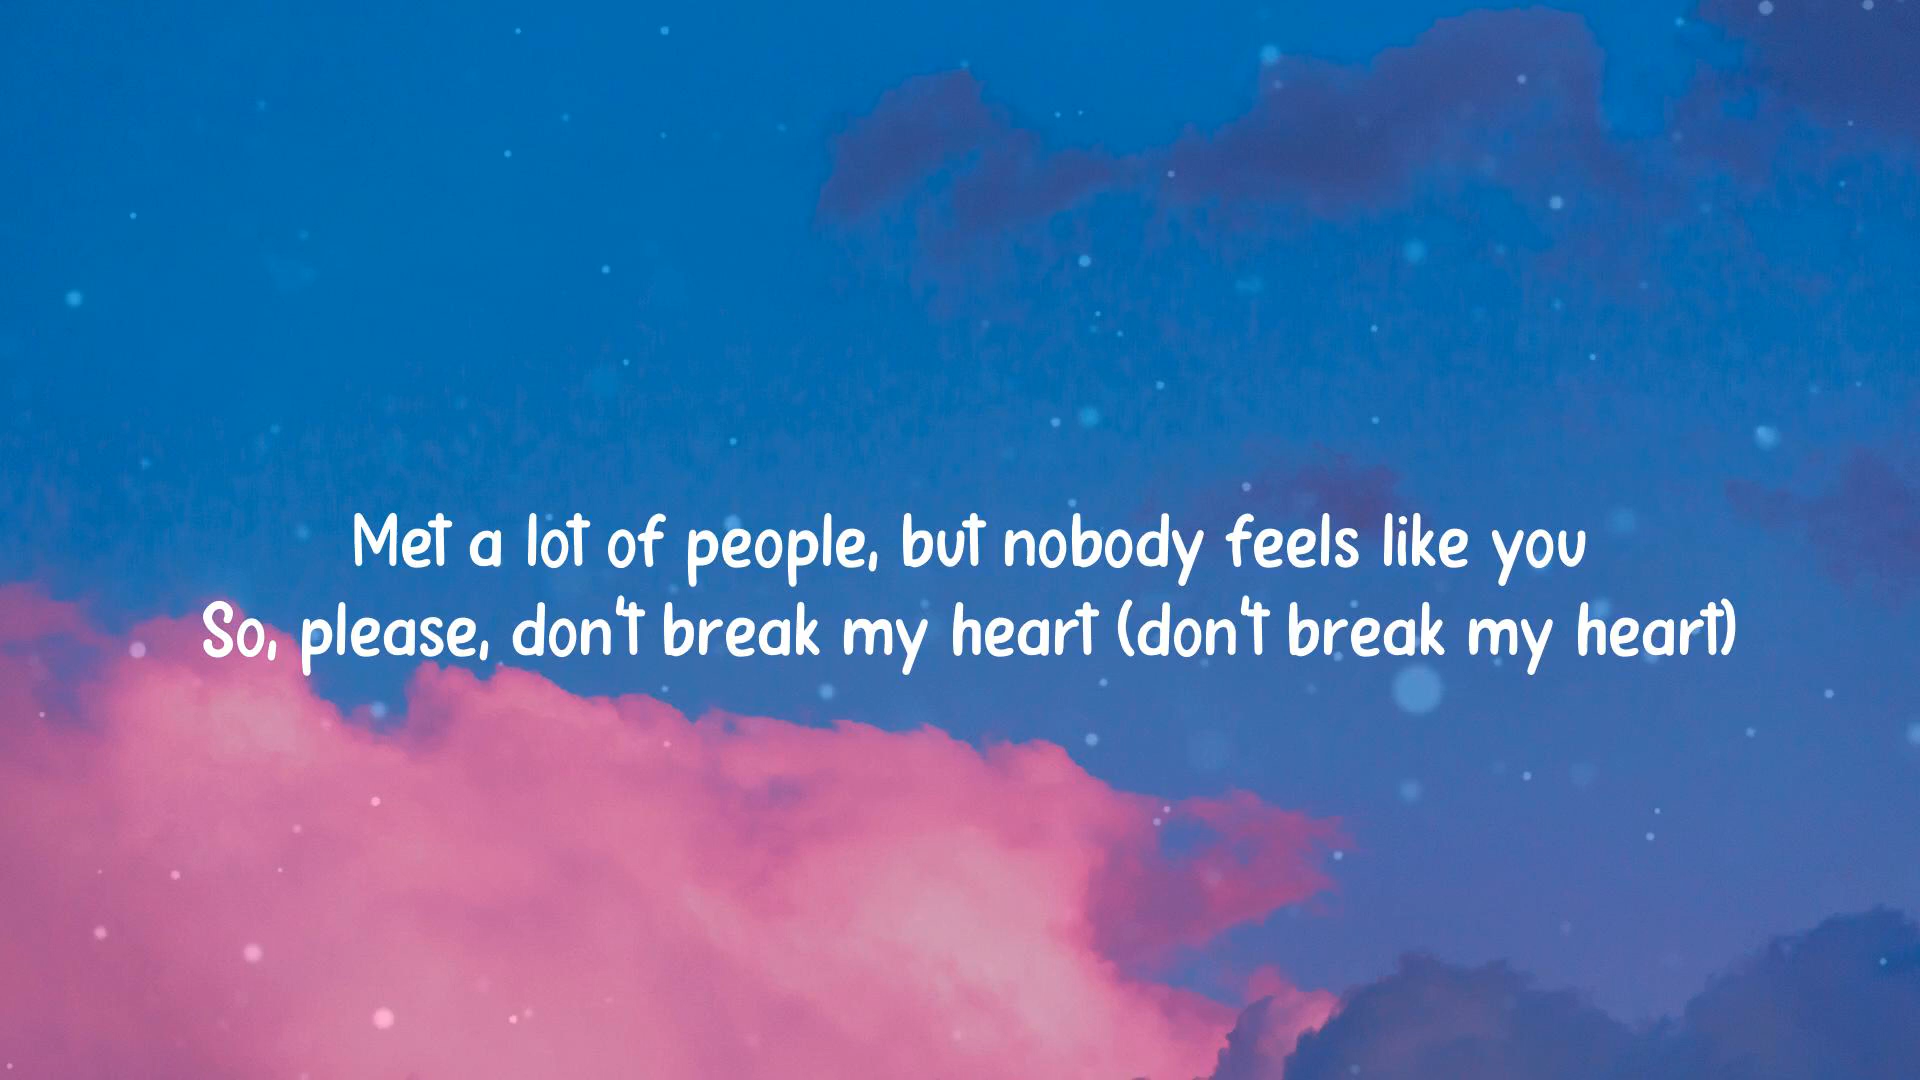 Met a lot of people, but nobody feels like you
So, please, don't break my heart (don't break my heart)